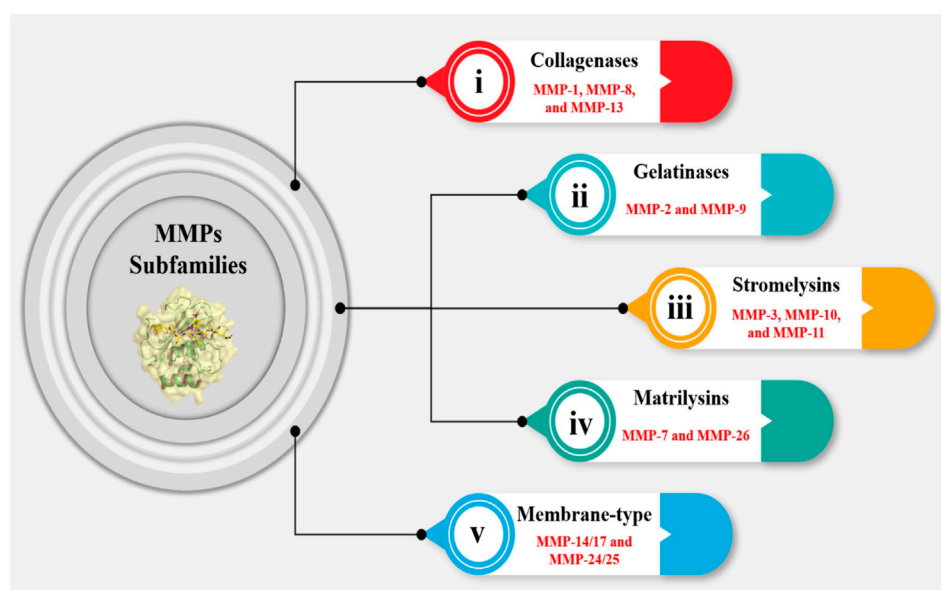 MMPs
Subfamilies
i
Collagenases
MMP-1, MMP-8,
and MMP-13
ii
Gelatinases
MMP-2 and MMP-9
iii
Stromelysins
MMP-3, MMP-10,
and MMP-11
iv
Matrilysins
MMP-7 and MMP-26
v
Membrane-type
MMP-14/17 and
MMP-24/25